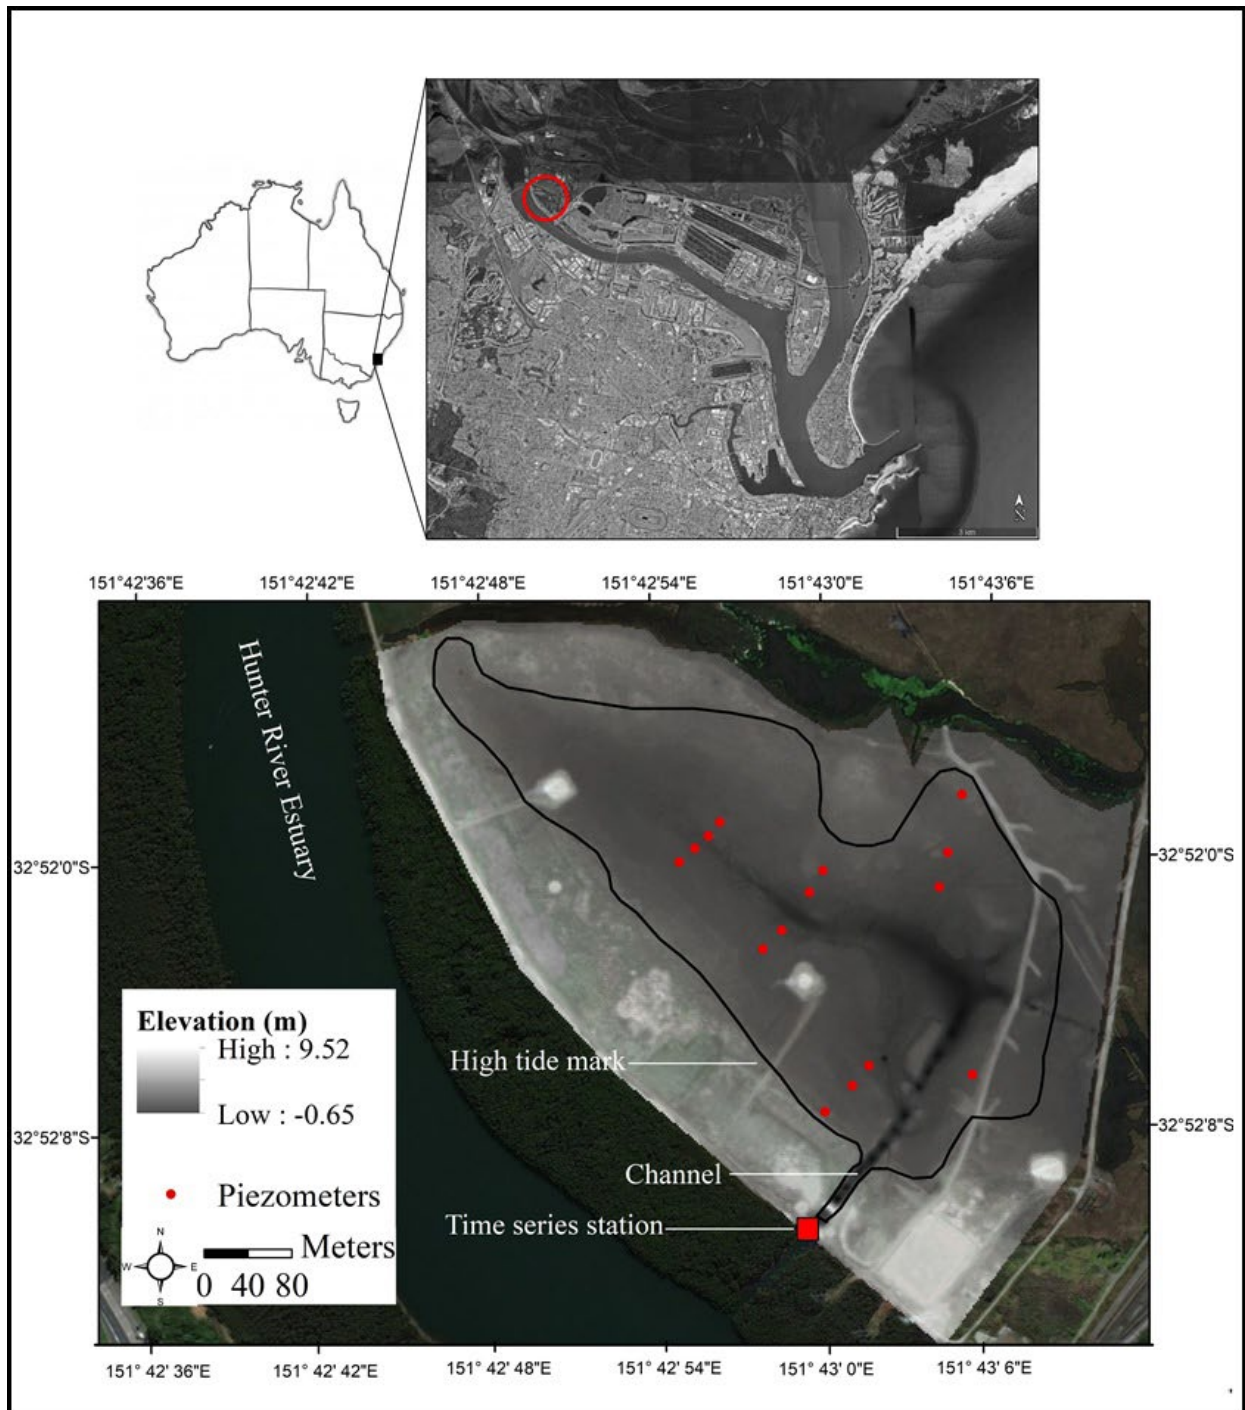 3 km
151°42'36"E 151°42'42"E 151°42'48"E 151°42'54"E 151°43'0"E 151°43'6"E
Hunter River Estuary
32°52'0"S 32°52'0"S
Elevation (m)
High : 9.52
Low : -0.65
High tide mark
32°52'8"S 32°52'8"S
Channel
Piezometers
Time series station
N
W E
S
Meters
0 40 80
151° 42' 36"E 151° 42' 42"E 151° 42' 48"E 151° 42' 54"E 151° 43' 0"E 151° 43' 6"E